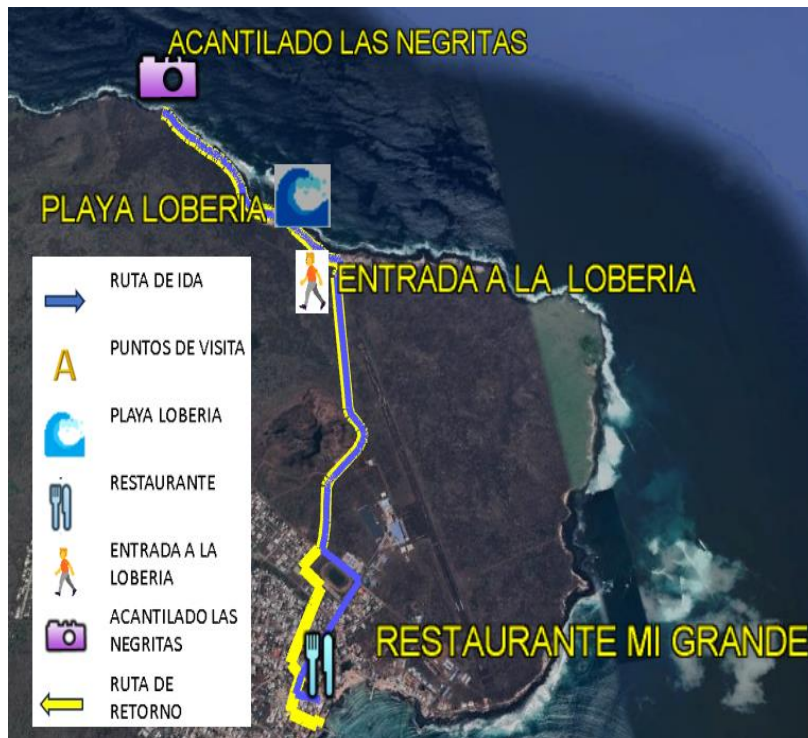 ACANTILADO LAS NEGRITAS
PLAYA LOBERIA
ENTRADA A LA LOBERIA
RUTA DE IDA
A
PUNTOS DE VISITA
PLAYA LOBERIA
RESTAURANTE
ENTRADA A LA
LOBERIA
ACANTILADO LAS
NEGRITAS
RUTA DE
RETORNO
RESTAURANTE MI GRANDE